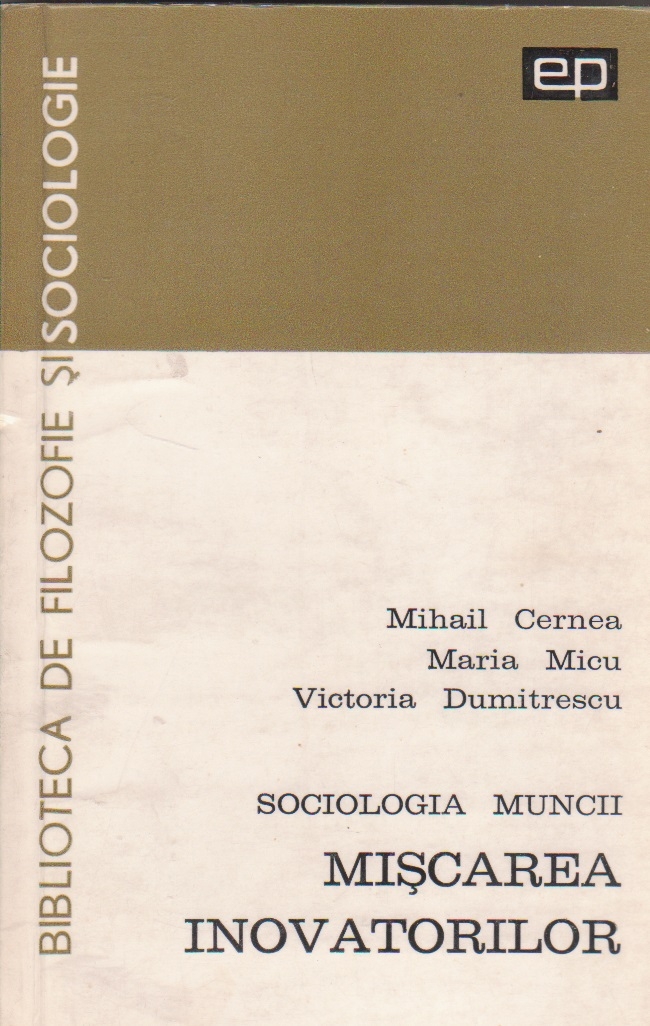 ep
BIBLIOTECA DE FILOZOFIE ŞI SOCIOLOGIE
Mihail Cernea
Maria Micu
Victoria Dumitrescu
SOCIOLOGIA MUNCII
MIŞCAREA
INOVATORILOR